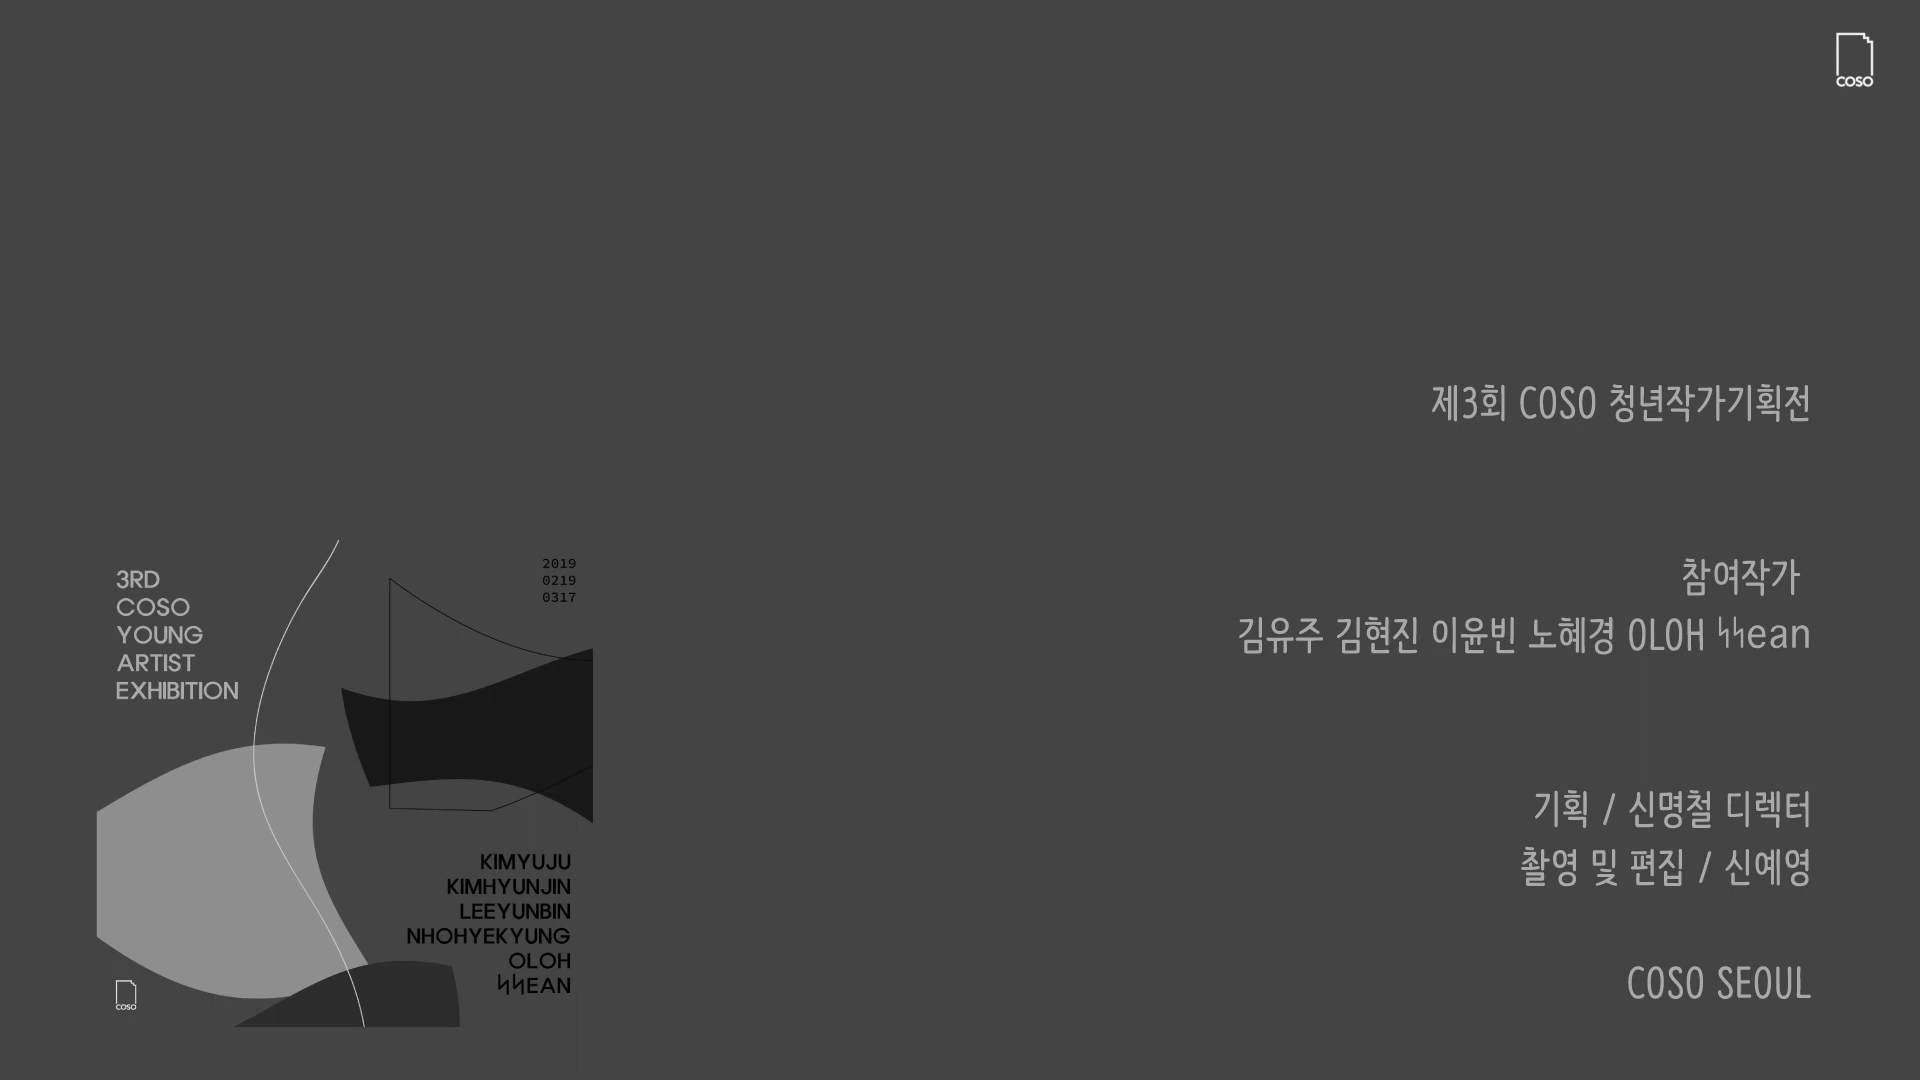 COSO
제3회 COSO 청년작가기획전
참여작가
김유주 김현진 이윤빈 노혜경 OLOH ᛋᛋean
기획 / 신명철 디렉터
촬영 및 편집 / 신예영
COSO SEOUL
3RD
COSO
YOUNG
ARTIST
EXHIBITION
2019
0219
0317
KIMYUJU
KIMHYUNJIN
LEEYUNBIN
NHOHYEKYUNG
OLOH
ᛋᛋEAN
COSO